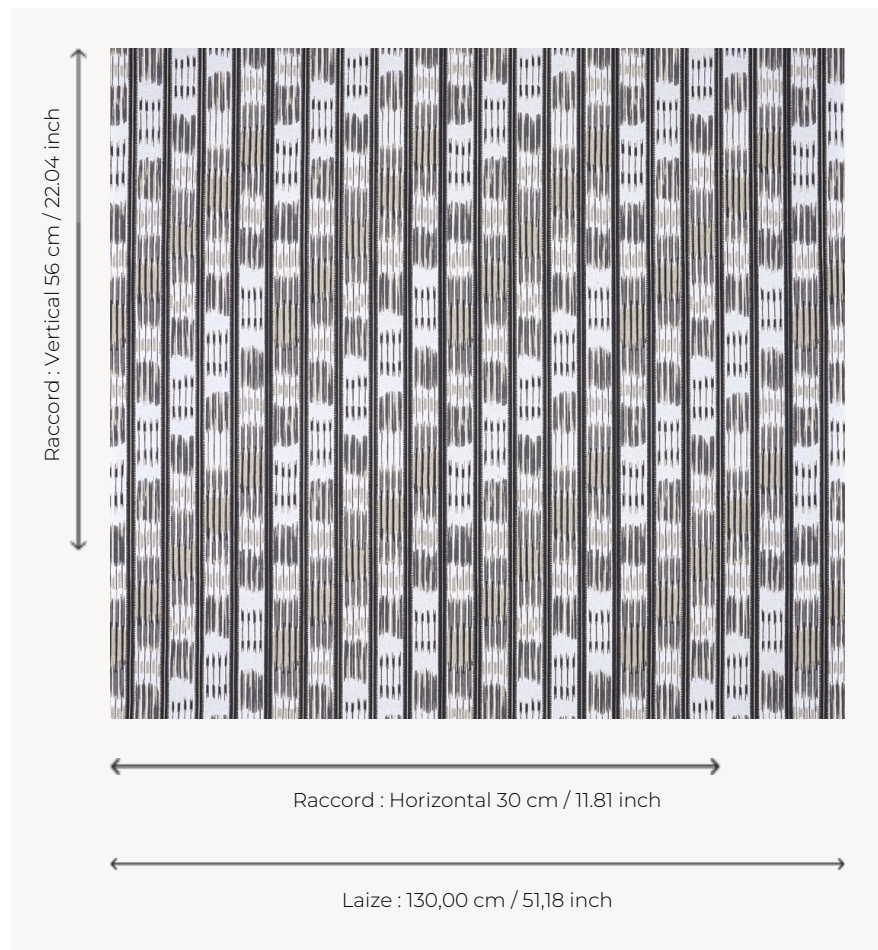 Raccord : Vertical 56 cm / 22.04 inch
Raccord : Horizontal 30 cm / 11.81 inch
Laize : 130,00 cm / 51,18 inch